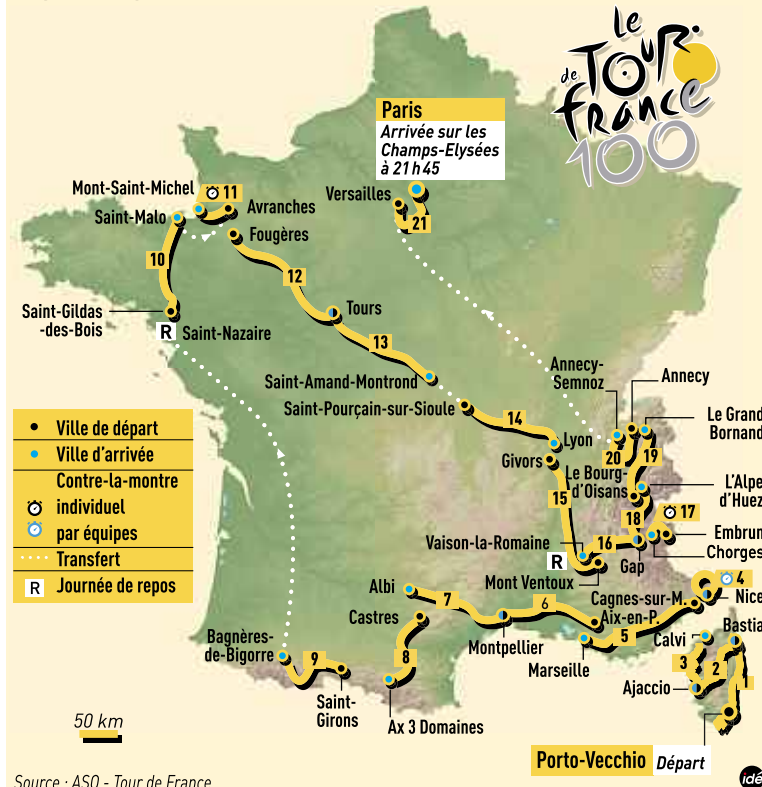 Le
TOUR
de
france
100
Paris
Arrivée sur les
Champs-Elysées
à 21 h 45
Mont-Saint-Michel
11
Versailles
Saint-Malo
Avranches
21
Fougères
10
12
Saint-Gildas
-des-Bois
Tours
R
Saint-Nazaire
13
Annecy-
Semnoz
Annecy
Saint-Amand-Montrond
Saint-Pourçain-sur-Sioule
14
Le Grand
Bornand
Lyon
20
19
Givors
Le Bourg-
d'Oisans
L'Alpe
d'Huez
15
18
17
Vaison-la-Romaine
16
Embrun
Chorges
R
Gap
Mont Ventoux
Ville de départ
Ville d'arrivée
Contre-la-montre
individuel
par équipes
Transfert
R
Journée de repos
4
Albi
7
6
Cagnes-sur-M.
Nice
Castres
Aix-en-P.
5
Bastia
Calvi
Montpellier
Marseille
Bagnères-
de-Bigorre
9
8
3
2
1
Ajaccio
Saint-
Girons
Ax 3 Domaines
50 km
Porto-Vecchio
Départ
Source : ASO - Tour de France
idé